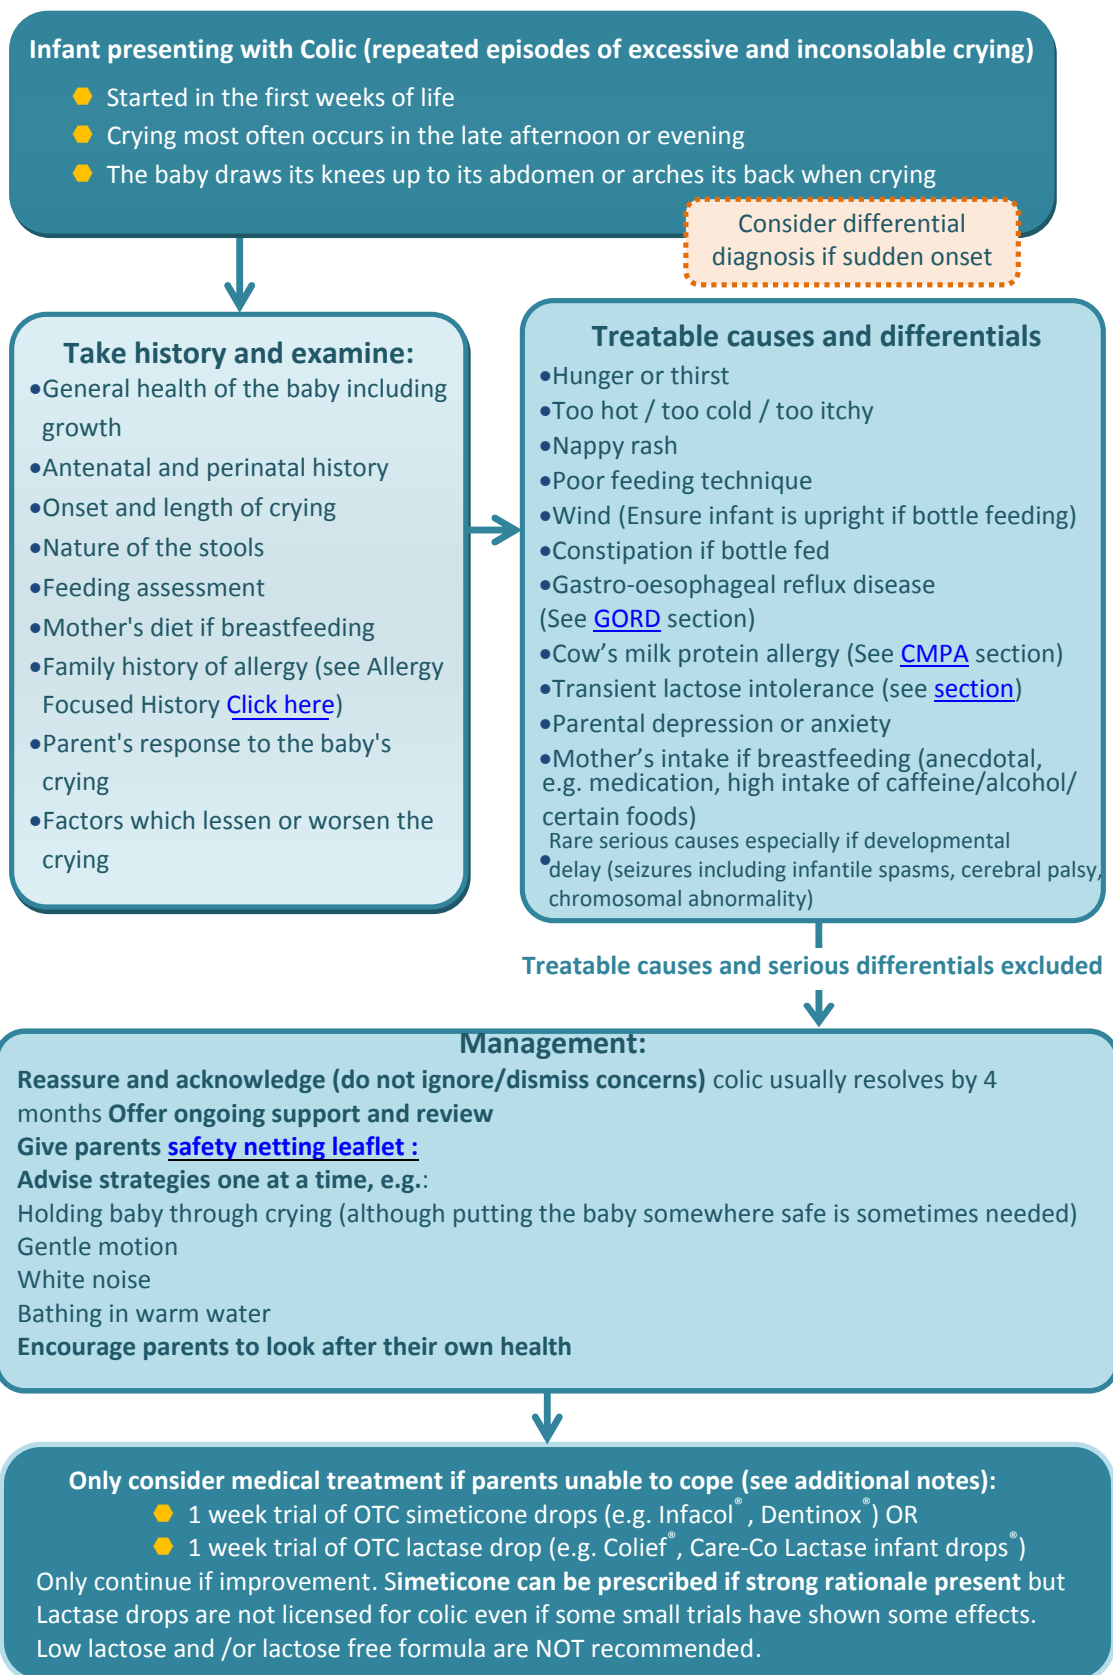 Infant presenting with Colic (repeated episodes of excessive and inconsolable crying)
Started in the first weeks of life
Crying most often occurs in the late afternoon or evening
The baby draws its knees up to its abdomen or arches its back when crying
Consider differential
diagnosis if sudden onset
Take history and examine:
•General health of the baby including
growth
•Antenatal and perinatal history
•Onset and length of crying
•Nature of the stools
•Feeding assessment
•Mother's diet if breastfeeding
•Family history of allergy (see Allergy
Focused History Click here)
•Parent's response to the baby's
crying
•Factors which lessen or worsen the
crying
Treatable causes and differentials
•Hunger or thirst
•Too hot / too cold / too itchy
•Nappy rash
•Poor feeding technique
•Wind (Ensure infant is upright if bottle feeding)
•Constipation if bottle fed
•Gastro-oesophageal reflux disease
(See GORD section)
•Cow’s milk protein allergy (See CMPA section)
•Transient lactose intolerance (see section)
•Parental depression or anxiety
•Mother’s intake if breastfeeding (anecdotal,
e.g. medication, high intake of caffeine/alcohol/
certain foods)
•Rare serious causes especially if developmental
delay (seizures including infantile spasms, cerebral palsy,
chromosomal abnormality)
Treatable causes and serious differentials excluded
Management:
Reassure and acknowledge (do not ignore/dismiss concerns) colic usually resolves by 4
months Offer ongoing support and review
Give parents safety netting leaflet :
Advise strategies one at a time, e.g.:
Holding baby through crying (although putting the baby somewhere safe is sometimes needed)
Gentle motion
White noise
Bathing in warm water
Encourage parents to look after their own health
Only consider medical treatment if parents unable to cope (see additional notes):
1 week trial of OTC simeticone drops (e.g. Infacol®, Dentinox®) OR
1 week trial of OTC lactase drop (e.g. Colief®, Care-Co Lactase infant drops®)
Only continue if improvement. Simeticone can be prescribed if strong rationale present but
Lactase drops are not licensed for colic even if some small trials have shown some effects.
Low lactose and /or lactose free formula are NOT recommended.